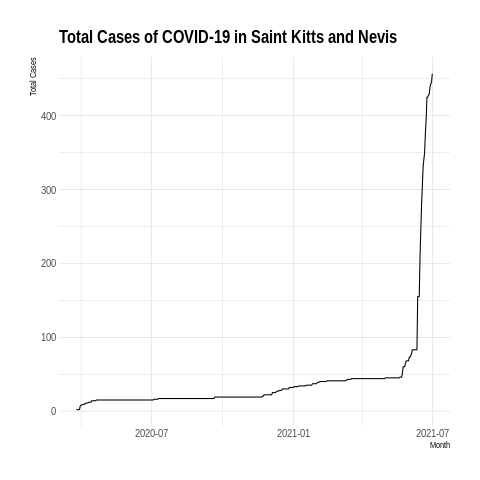 Total Cases of COVID-19 in Saint Kitts and Nevis
Total Cases
400
300
200
100
0
2020-07
2021-01
2021-07
Month